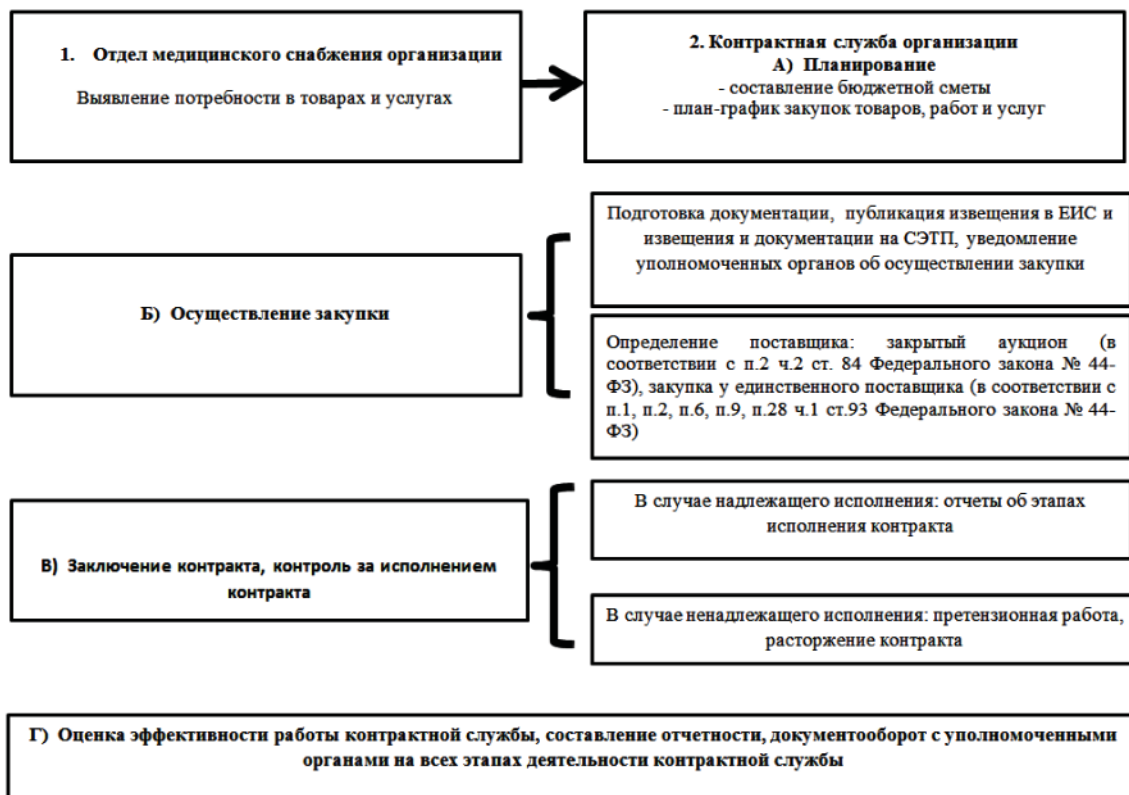 1. Отдел медицинского снабжения организации
Выявление потребности в товарах и услугах
2. Контрактная служба организации
А) Планирование
- составление бюджетной сметы
- план-график закупок товаров, работ и услуг
Б) Осуществление закупки
Подготовка документации, публикация извещения в ЕИС и
извещения и документации на СЭТП, уведомление
уполномоченных органов об осуществлении закупки
Определение поставщика: закрытый аукцион (в
соответствии с п.2 ч.2 ст. 84 Федерального закона № 44-
ФЗ), закупка у единственного поставщика (в соответствии с
п.1, п.2, п.6, п.9, п.28 ч.1 ст.93 Федерального закона № 44-
ФЗ)
В) Заключение контракта, контроль за исполнением
контракта
В случае надлежащего исполнения: отчеты об этапах
исполнения контракта
В случае ненадлежащего исполнения: претензионная работа,
расторжение контракта
Г) Оценка эффективности работы контрактной службы, составление отчетности, документооборот с уполномоченными
органами на всех этапах деятельности контрактной службы